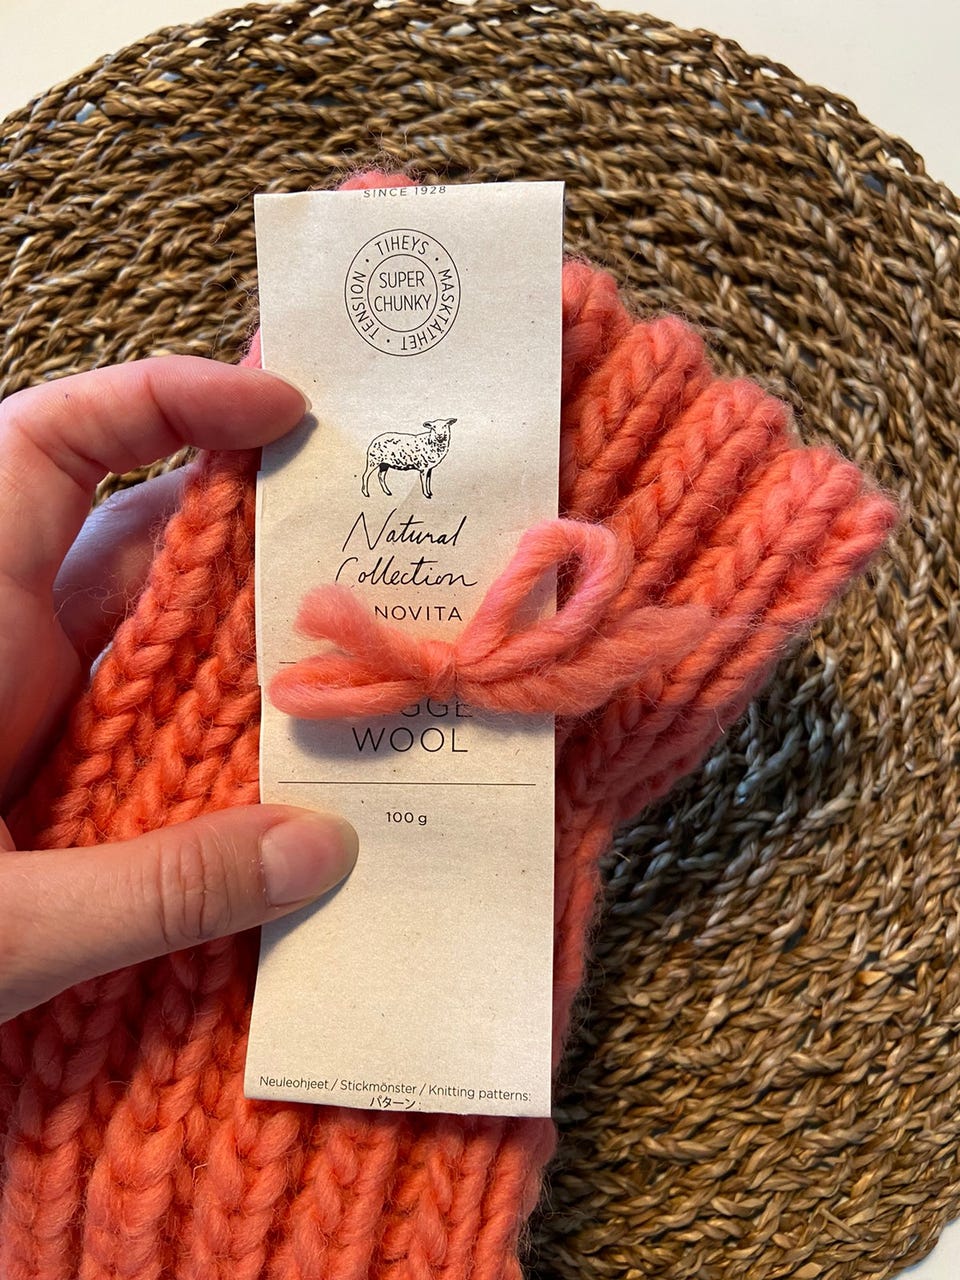 SINCE 1928
TIHEYS • MASKTÄTHET • TENSION •
SUPER
CHUNKY
Natural
Collection
NOVITA
WOOL
100 g
Neuleohjeet / Stickmönster / Knitting patterns:
パターン: